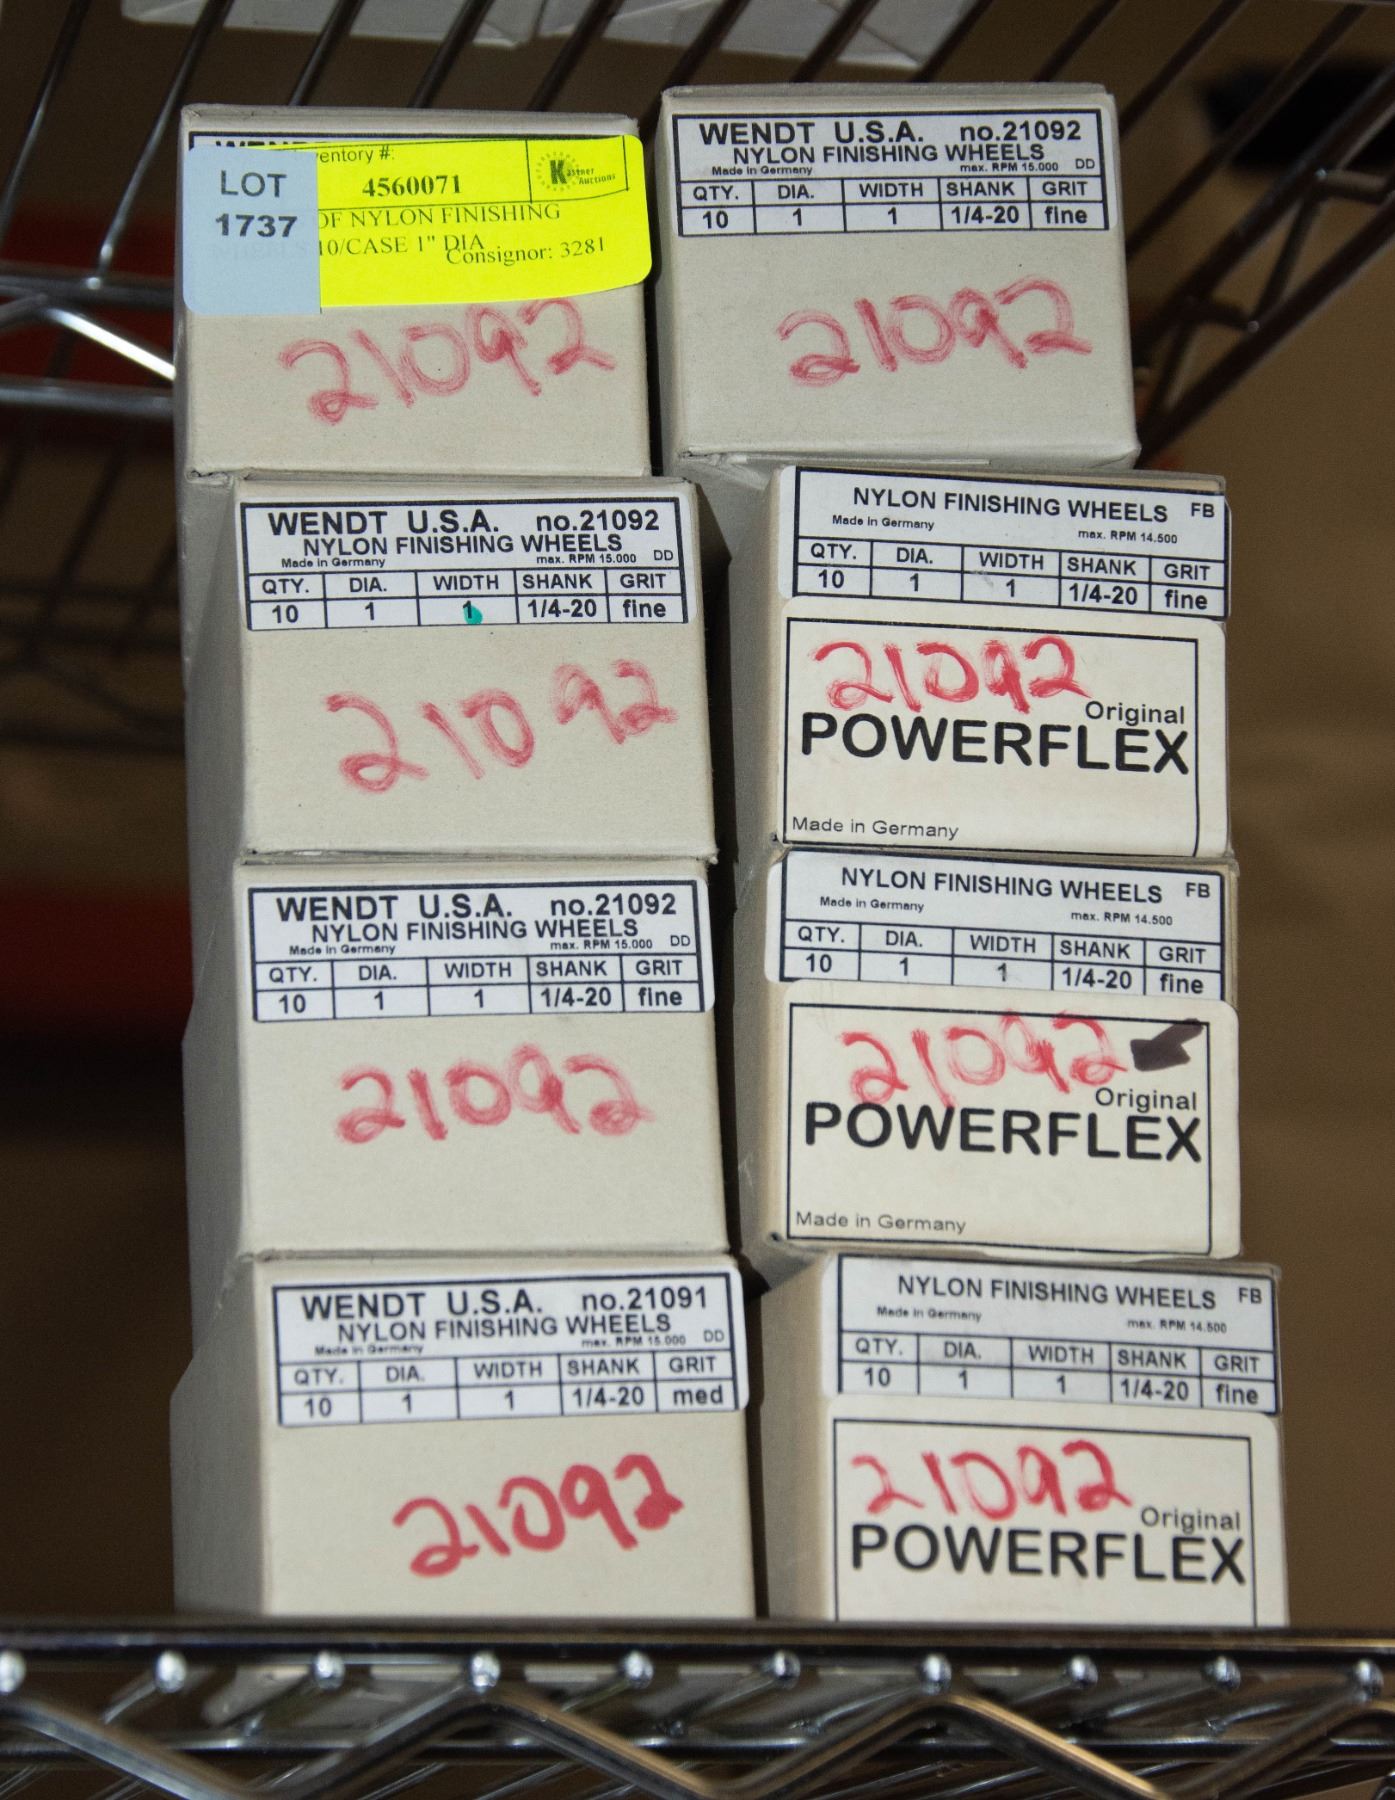 LOT
1737
ventory #:
4560071
Kastner
Auctions
OF NYLON FINISHING
10/CASE 1" DIA
Consignor: 3281
21092
WENDT U.S.A. no.21092
NYLON FINISHING WHEELS
Made in Germany max. RPM 15.000 DD
QTY. DIA. WIDTH SHANK GRIT
10 1 1 1/4-20 fine
21092
WENDT U.S.A. no.21092
NYLON FINISHING WHEELS
Made in Germany max. RPM 15.000 DD
QTY. DIA. WIDTH SHANK GRIT
10 1 1 1/4-20 fine
21092
NYLON FINISHING WHEELS FB
Made in Germany max. RPM 14.500
QTY. DIA. WIDTH SHANK GRIT
10 1 1 1/4-20 fine
21092
Original
POWERFLEX
Made in Germany
WENDT U.S.A. no.21092
NYLON FINISHING WHEELS
Made in Germany max. RPM 15.000 DD
QTY. DIA. WIDTH SHANK GRIT
10 1 1 1/4-20 fine
21092
NYLON FINISHING WHEELS FB
Made in Germany max. RPM 14.500
QTY. DIA. WIDTH SHANK GRIT
10 1 1 1/4-20 fine
21092
Original
POWERFLEX
Made in Germany
WENDT U.S.A. no.21091
NYLON FINISHING WHEELS
Made in Germany max. RPM 15.000 DD
QTY. DIA. WIDTH SHANK GRIT
10 1 1 1/4-20 med
21092
NYLON FINISHING WHEELS FB
Made in Germany max. RPM 14.500
QTY. DIA. WIDTH SHANK GRIT
10 1 1 1/4-20 fine
21092
Original
POWERFLEX